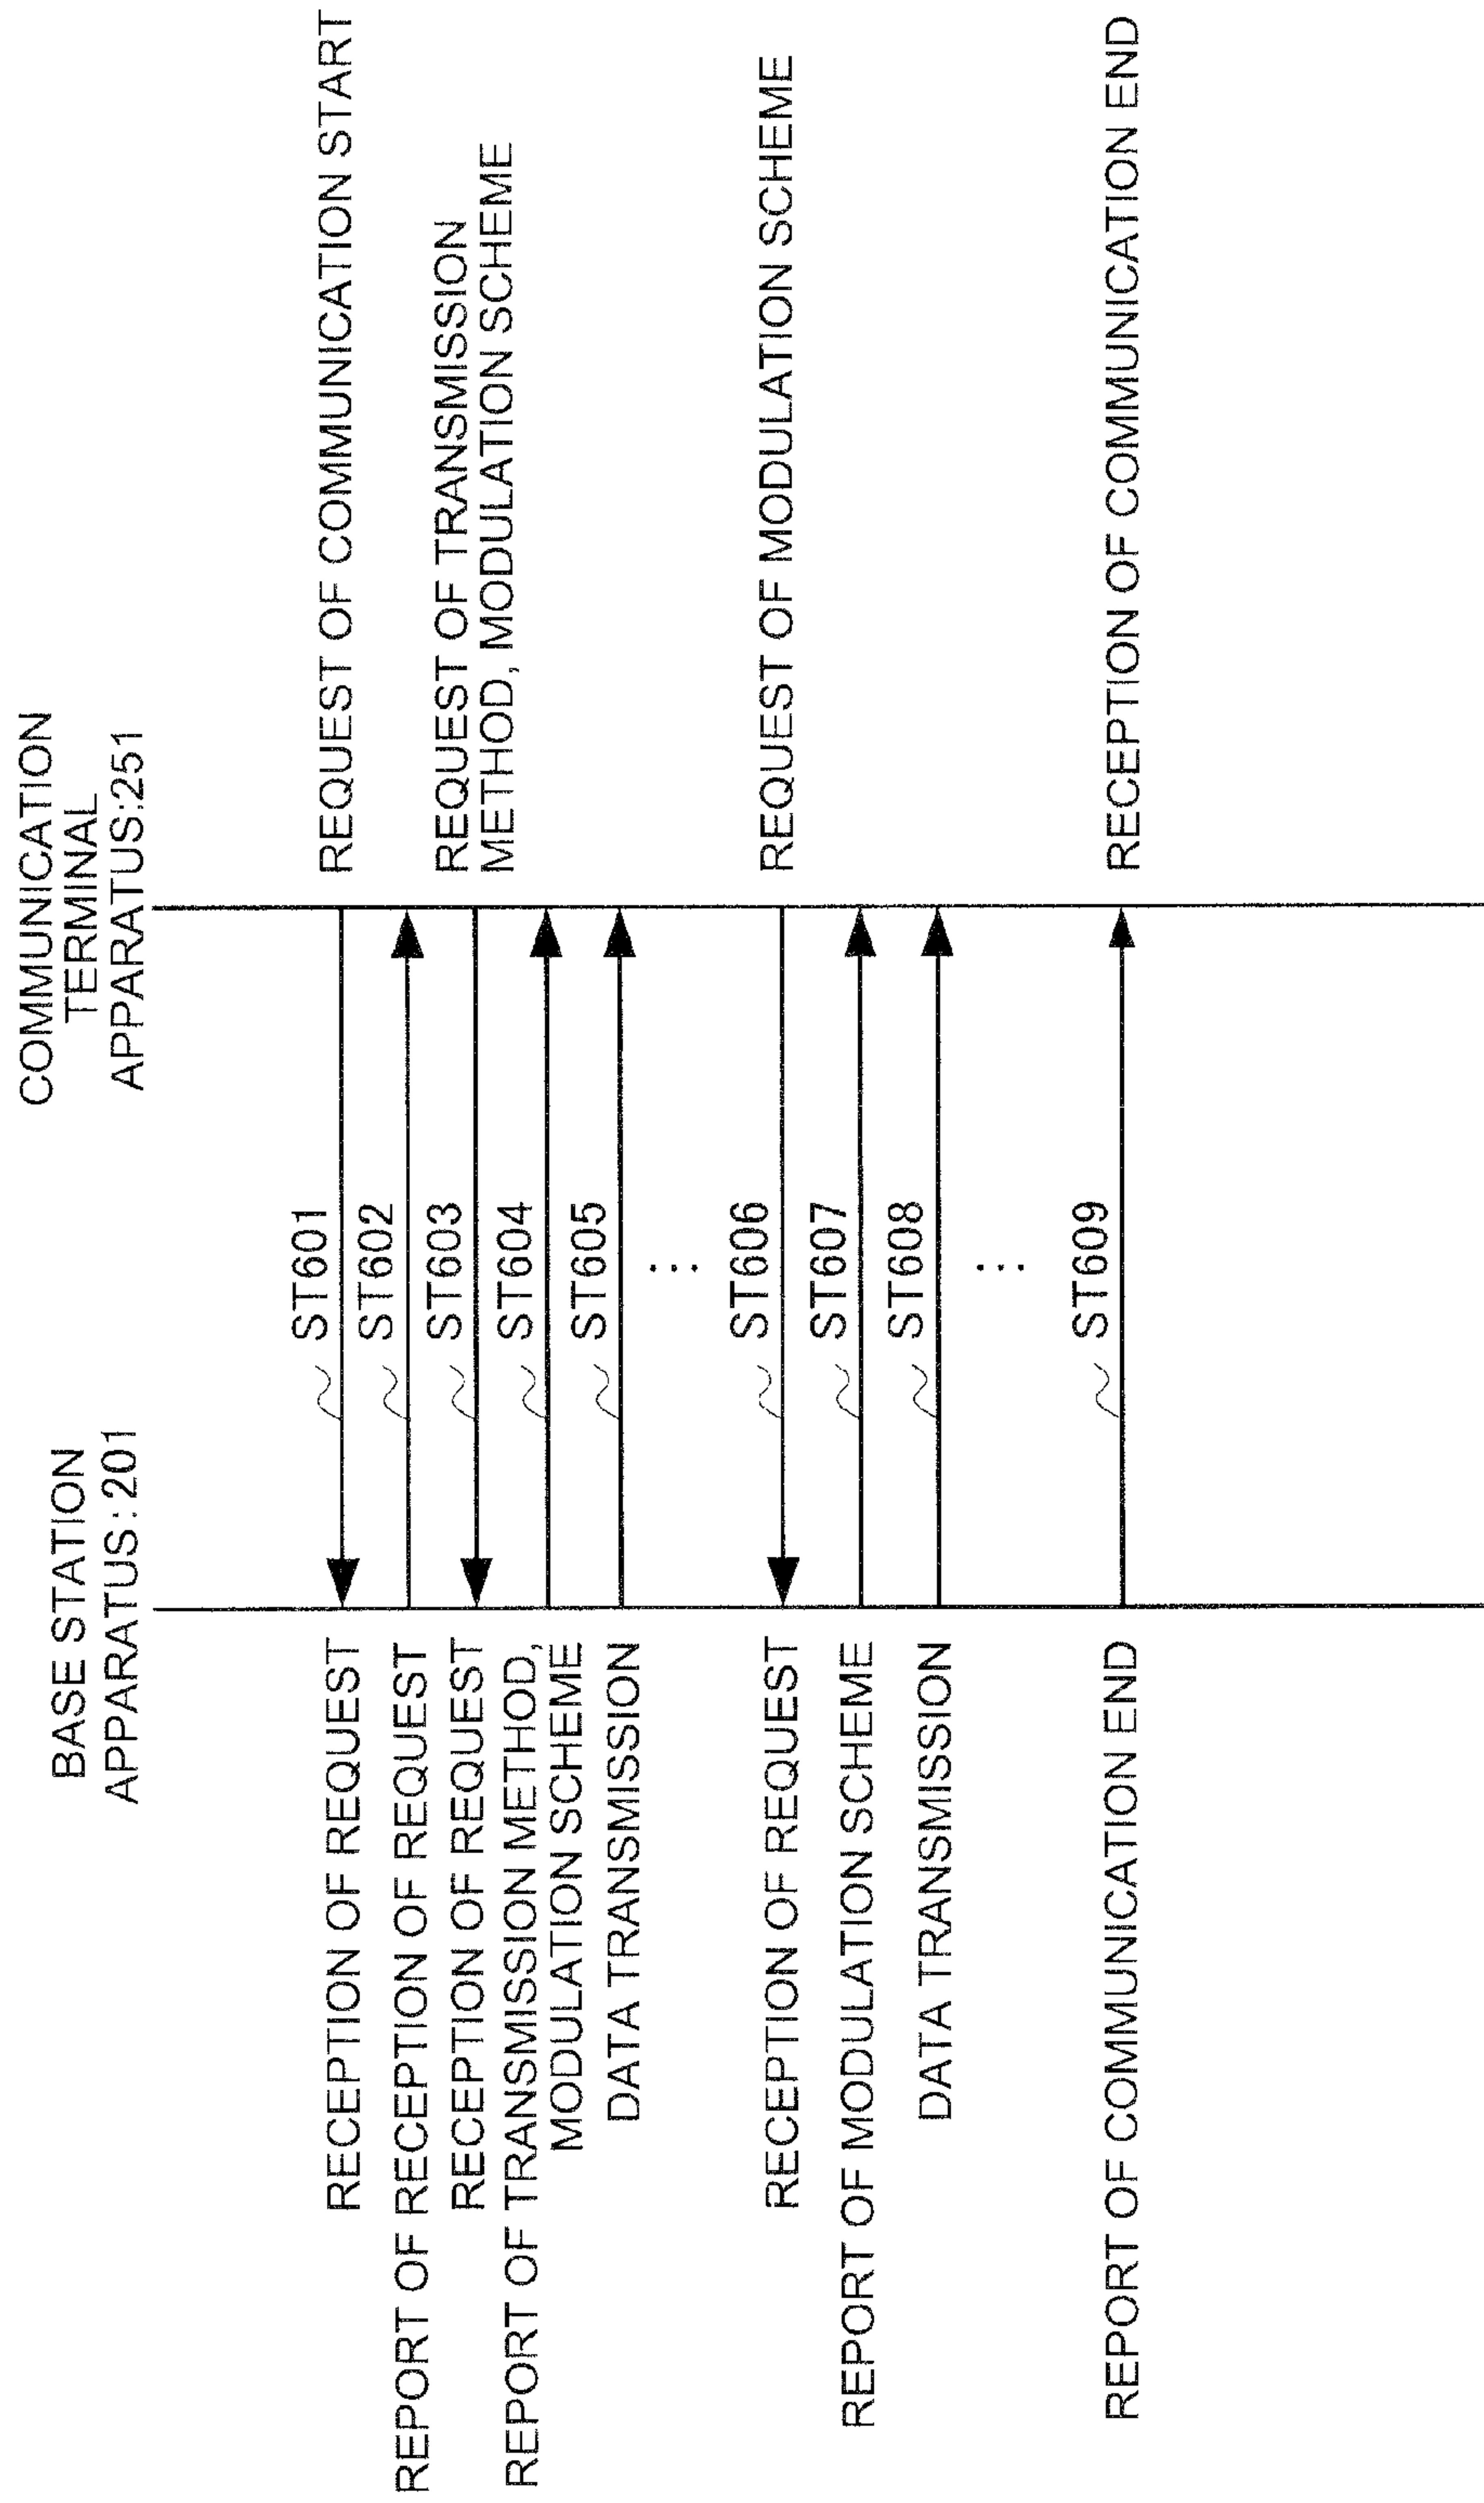 BASE STATION
APPARATUS:201
COMMUNICATION
TERMINAL
APPARATUS:251
RECEPTION OF REQUEST
ST601
REQUEST OF COMMUNICATION START
REPORT OF RECEPTION OF REQUEST
ST602
RECEPTION OF REQUEST
ST603
REQUEST OF TRANSMISSION
METHOD, MODULATION SCHEME
REPORT OF TRANSMISSION METHOD,
MODULATION SCHEME
ST604
DATA TRANSMISSION
ST605
...
RECEPTION OF REQUEST
ST606
REQUEST OF MODULATION SCHEME
REPORT OF MODULATION SCHEME
ST607
DATA TRANSMISSION
ST608
...
REPORT OF COMMUNICATION END
ST609
RECEPTION OF COMMUNICATION END